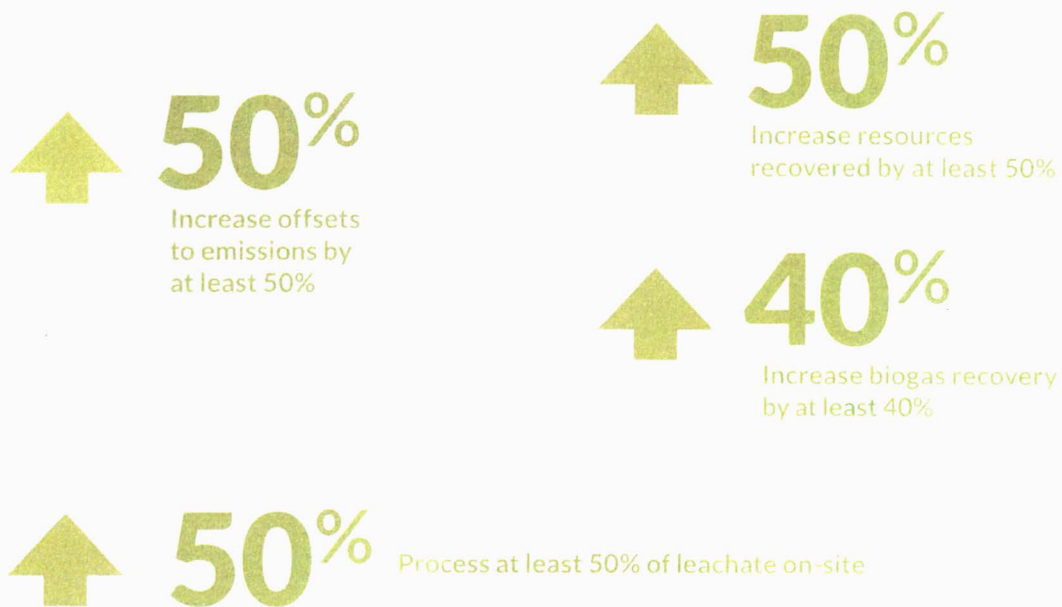 50%
Increase offsets
to emissions by
at least 50%
50%
Increase resources
recovered by at least 50%
40%
Increase biogas recovery
by at least 40%
50%
Process at least 50% of leachate on-site